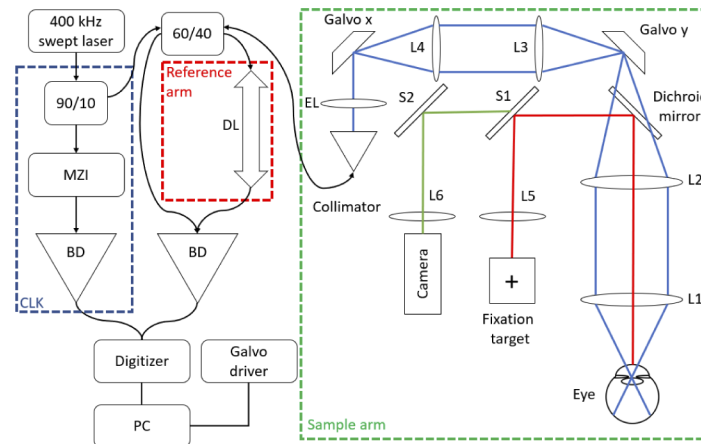 400 kHz
swept laser
60/40
90/10
MZI
BD
CLK
Reference
arm
DL
BD
Digitizer
Galvo
driver
PC
Galvo x
L4
L3
Galvo y
EL
S2
S1
Dichroic
mirror
Collimator
L6
L5
L2
Camera
+
Fixation
target
L1
Eye
Sample arm